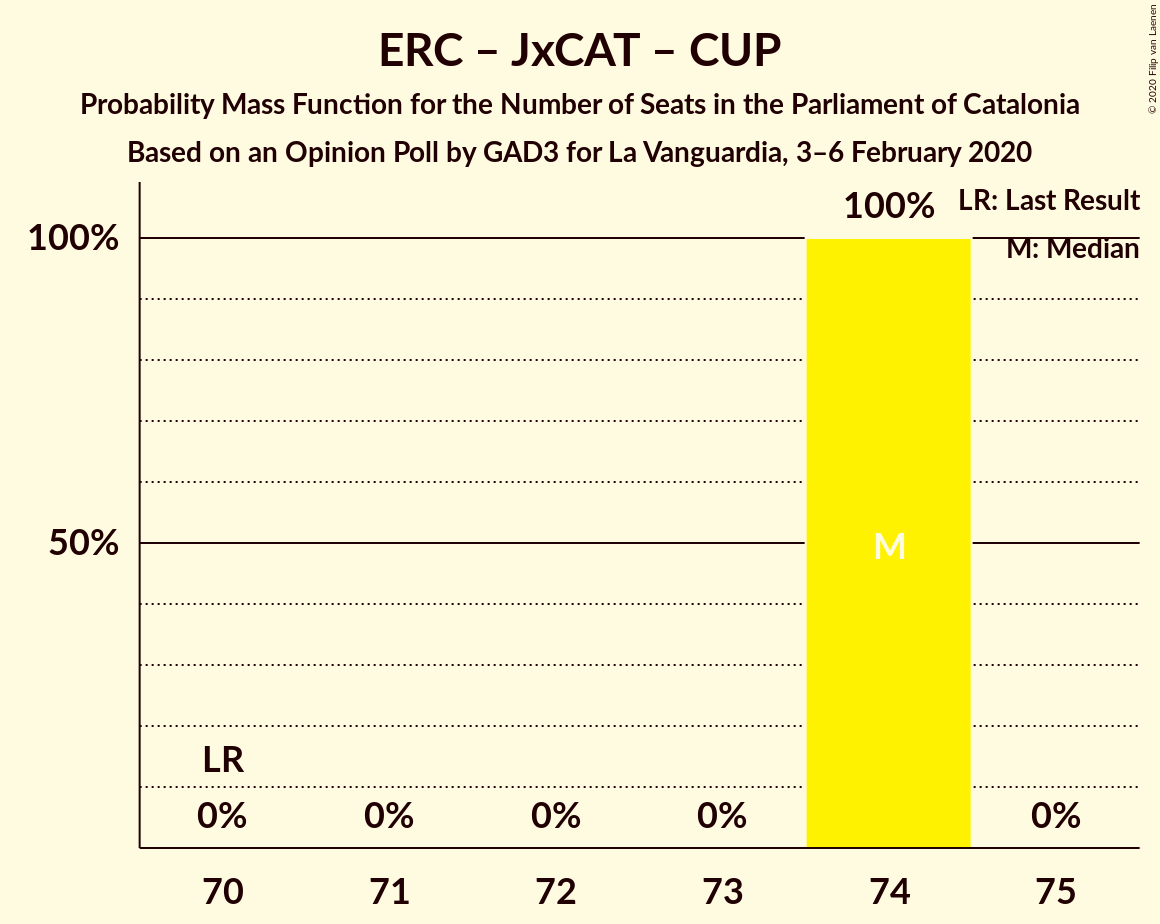 ERC – JxCAT – CUP
Probability Mass Function for the Number of Seats in the Parliament of Catalonia
Based on an Opinion Poll by GAD3 for La Vanguardia, 3–6 February 2020
© 2020 Filip van Laenen
LR: Last Result
M: Median
100%
100%
50%
M
LR
0%
0%
0%
0%
0%
70
71
72
73
74
75